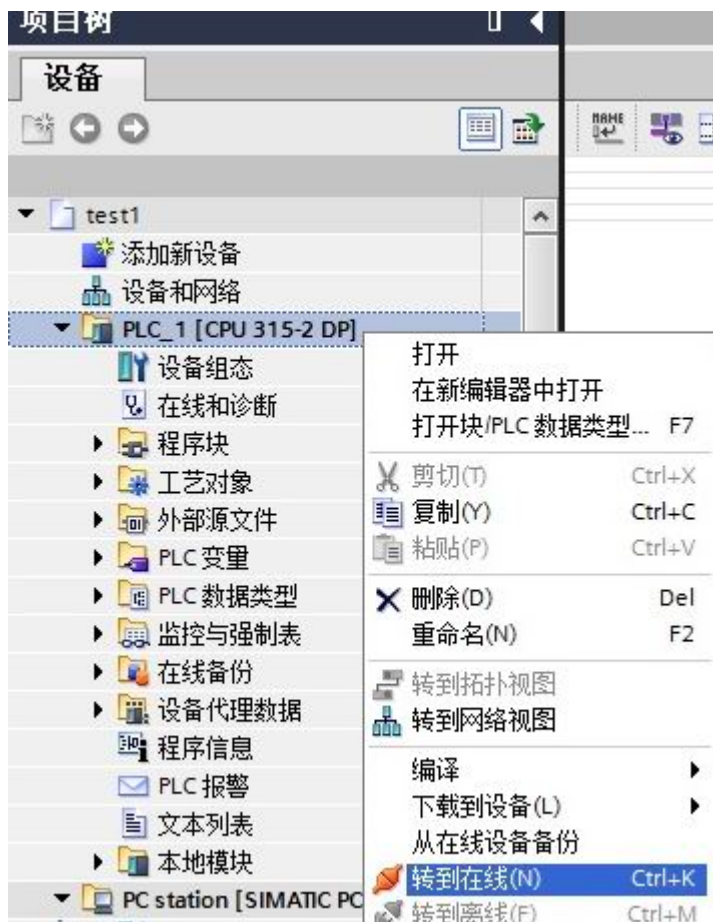 项目树
设备
test1
添加新设备
设备和网络
PLC_1 [CPU 315-2 DP]
设备组态
在线和诊断
程序块
工艺对象
外部源文件
PLC 变量
PLC 数据类型
监控与强制表
在线备份
设备代理数据
程序信息
PLC 报警
文本列表
本地模块
PC station [SIMATIC PC
NAME
打开
在新编辑器中打开
打开块/PLC 数据类型... F7
剪切(T) Ctrl+X
复制(Y) Ctrl+C
粘贴(P) Ctrl+V
删除(D) Del
重命名(N) F2
转到拓扑视图
转到网络视图
编译
下载到设备(L)
从在线设备备份
转到在线(N) Ctrl+K
转到离线(F) Ctrl+M